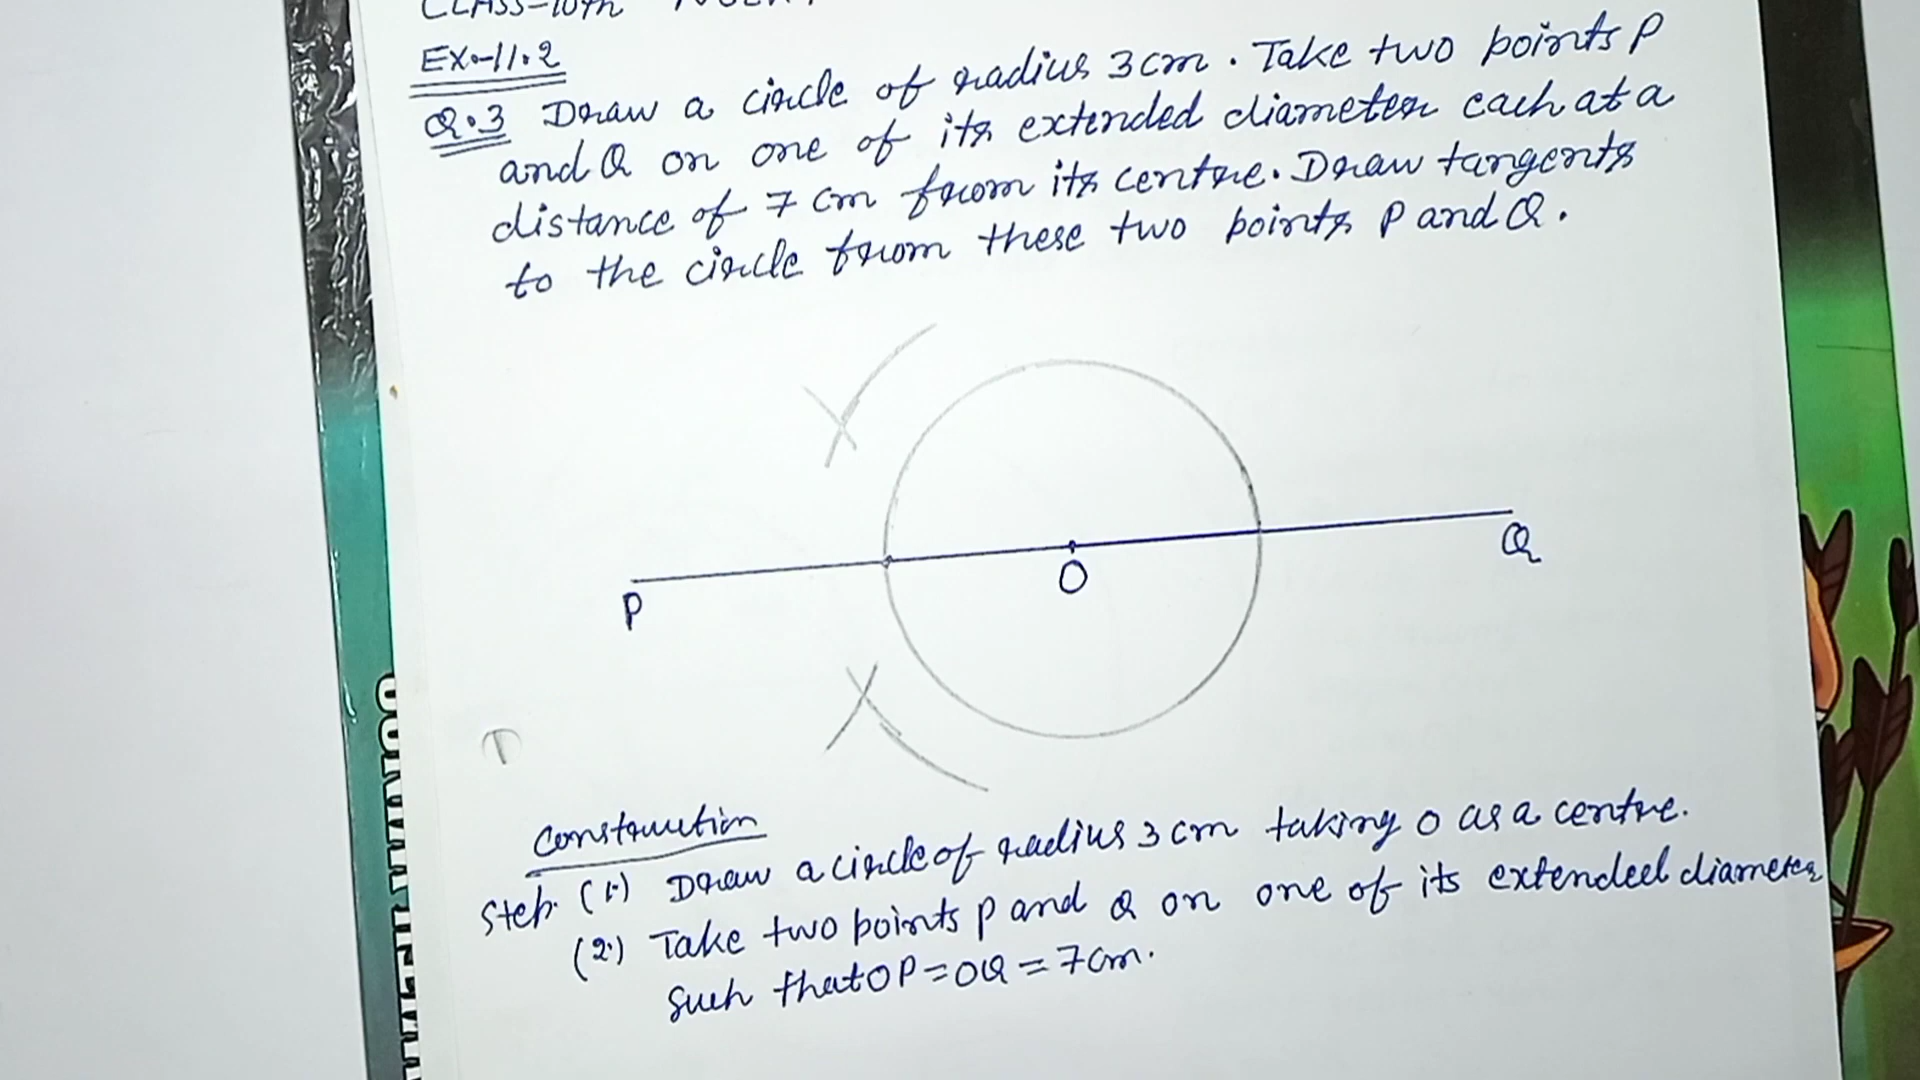 CLASS-10th
EX.-11.2
Q.3 Draw a circle of radius 3cm. Take two points P
and Q on one of its extended diameter each at a
distance of 7 cm from its centre. Draw tangents
to the circle from these two points P and Q.
P
O
Q
construction
Step. (1.) Draw a circle of radius 3 cm taking O as a centre.
(2.) Take two points P and Q on one of its extended diameter
such that OP=OQ=7cm.